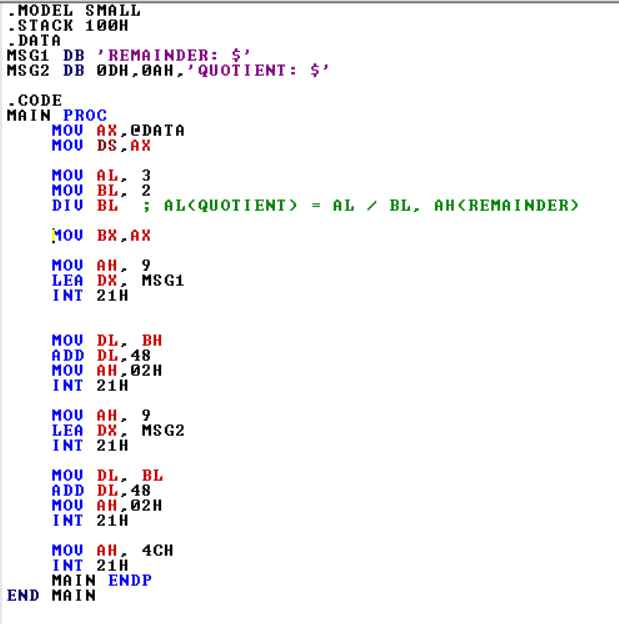 .MODEL SMALL
.STACK 100H
.DATA
MSG1 DB 'REMAINDER: $'
MSG2 DB 0DH,0AH,'QUOTIENT: $'
.CODE
MAIN PROC
MOV AX,@DATA
MOV DS,AX
MOV AL, 3
MOV BL, 2
DIV BL ; AL(QUOTIENT) = AL / BL, AH(REMAINDER)
MOV BX,AX
MOV AH, 9
LEA DX, MSG1
INT 21H
MOV DL, BH
ADD DL,48
MOV AH,02H
INT 21H
MOV AH, 9
LEA DX, MSG2
INT 21H
MOV DL, BL
ADD DL,48
MOV AH,02H
INT 21H
MOV AH, 4CH
INT 21H
MAIN ENDP
END MAIN